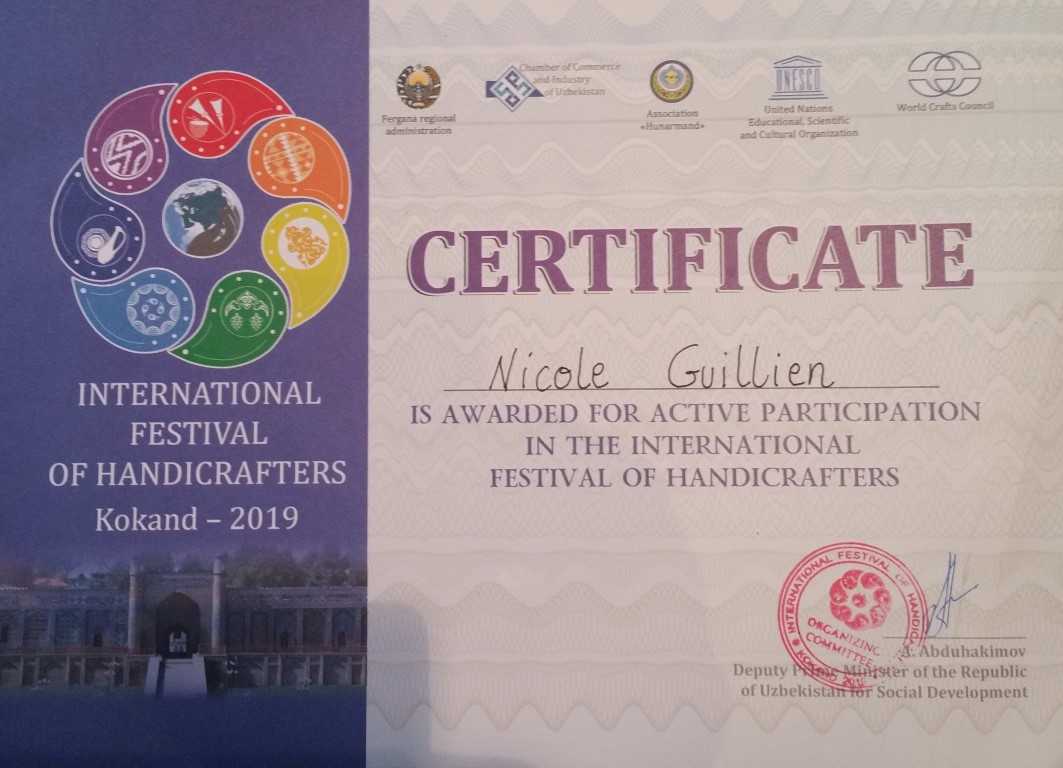 INTERNATIONAL
FESTIVAL
OF HANDICRAFTERS
Kokand – 2019
Fergana regional
administration
Chamber of Commerce
and Industry
of Uzbekistan
Association
«Hunarmand»
UNESCO
United Nations
Educational, Scientific
and Cultural Organization
World Crafts Council
CERTIFICATE
Nicole Guillien
IS AWARDED FOR ACTIVE PARTICIPATION
IN THE INTERNATIONAL
FESTIVAL OF HANDICRAFTERS
INTERNATIONAL FESTIVAL OF
ORGANIZING
COMMITTEE
KOKAND
Abduhakimov
Deputy Prime Minister of the Republic
of Uzbekistan for Social Development